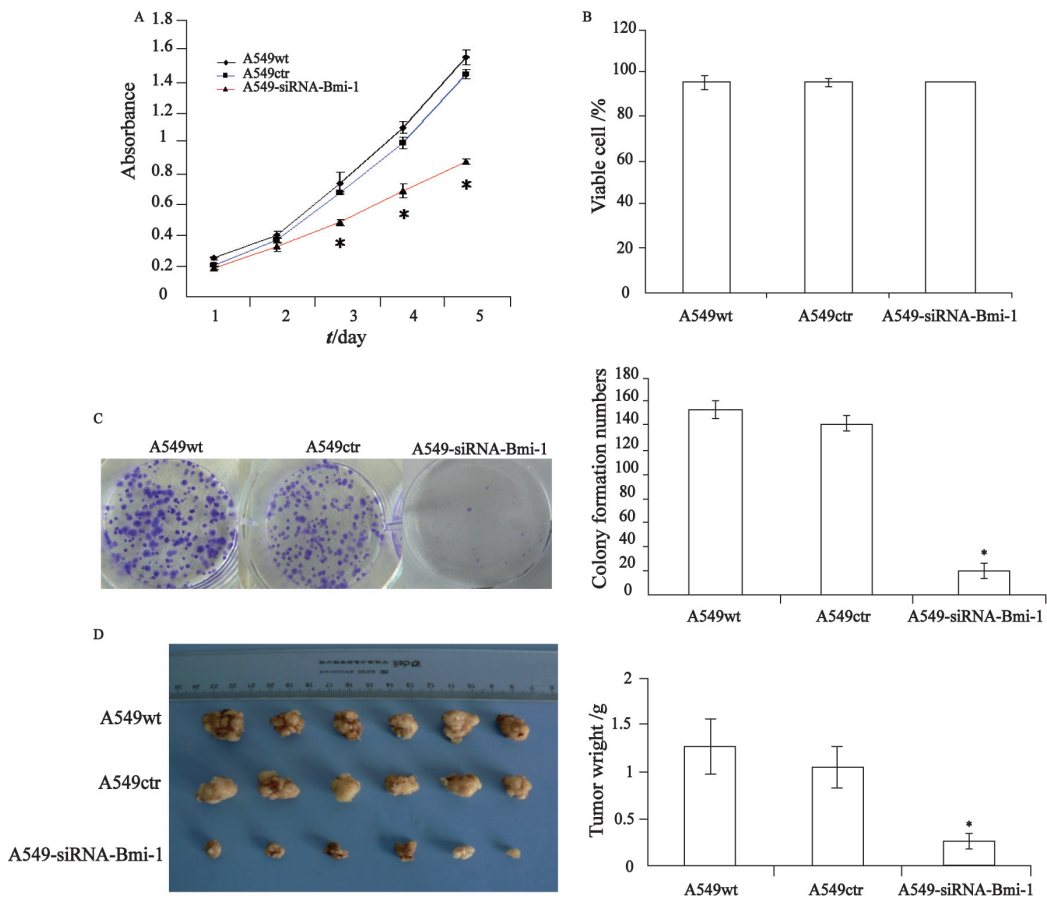 A
1.8
1.6
1.4
1.2
1
0.8
0.6
0.4
0.2
0
Absorbance
A549wt
A549ctr
A549-siRNA-Bmi-1
*
*
*
1 2 3 4 5
t/day
B
120
100
80
60
40
20
0
Viable cell /%
A549wt A549ctr A549-siRNA-Bmi-1
C
A549wt A549ctr A549-siRNA-Bmi-1
180
160
140
120
100
80
60
40
20
0
Colony formation numbers
*
A549wt A549ctr A549-siRNA-Bmi-1
D
deli
A549wt
A549ctr
A549-siRNA-Bmi-1
2
1.5
1
0.5
0
Tumor wright /g
*
A549wt A549ctr A549-siRNA-Bmi-1